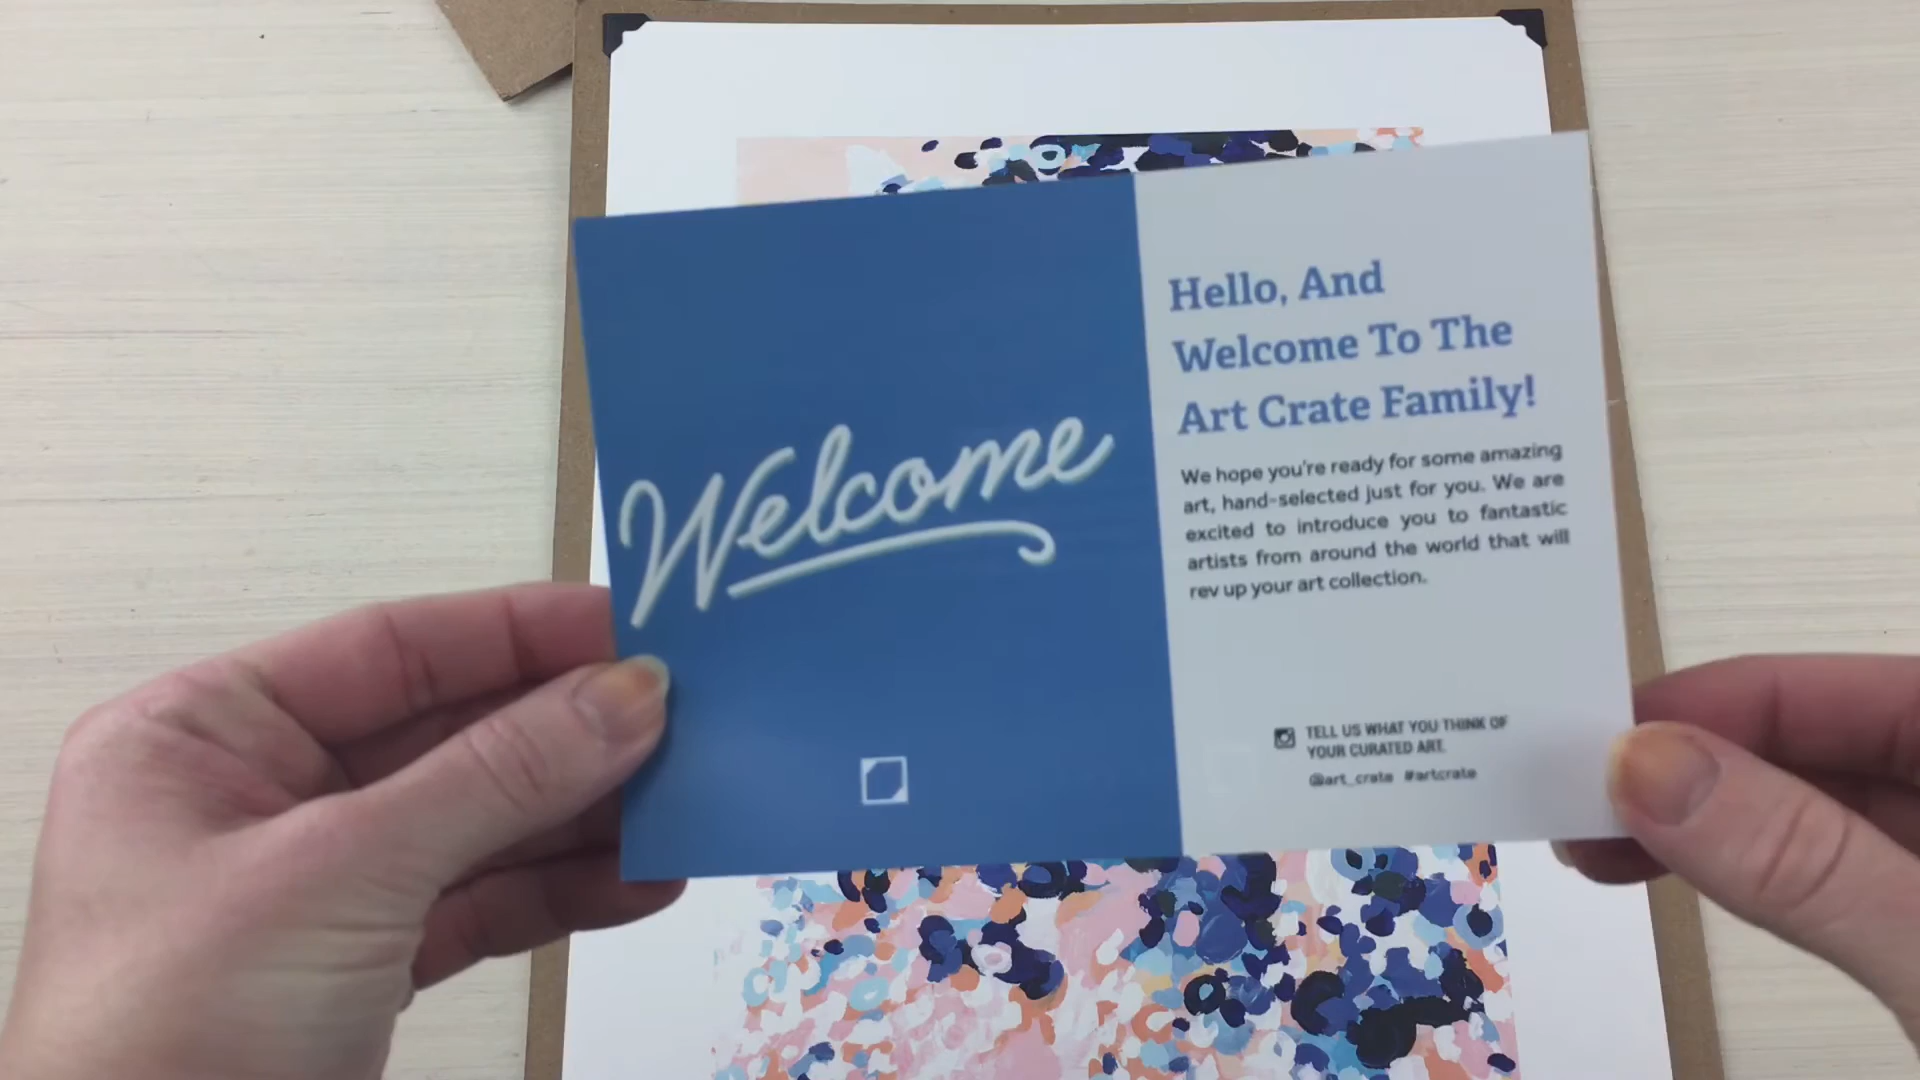 Welcome
Hello, And
Welcome To The
Art Crate Family!
We hope you're ready for some amazing
art, hand-selected just for you. We are
excited to introduce you to fantastic
artists from around the world that will
rev up your art collection.
TELL US WHAT YOU THINK OF
YOUR CURATED ART.
@art_crate #artcrate